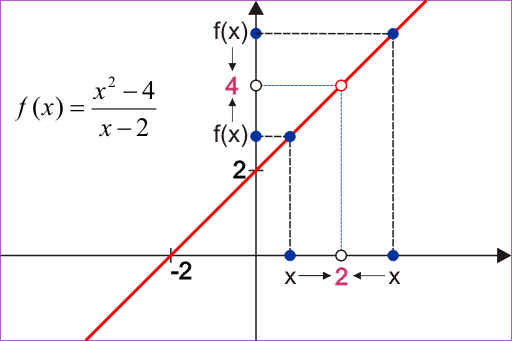 f(x)
4
f(x) = x² − 4 / x − 2
f(x)
2
-2
x 2 x